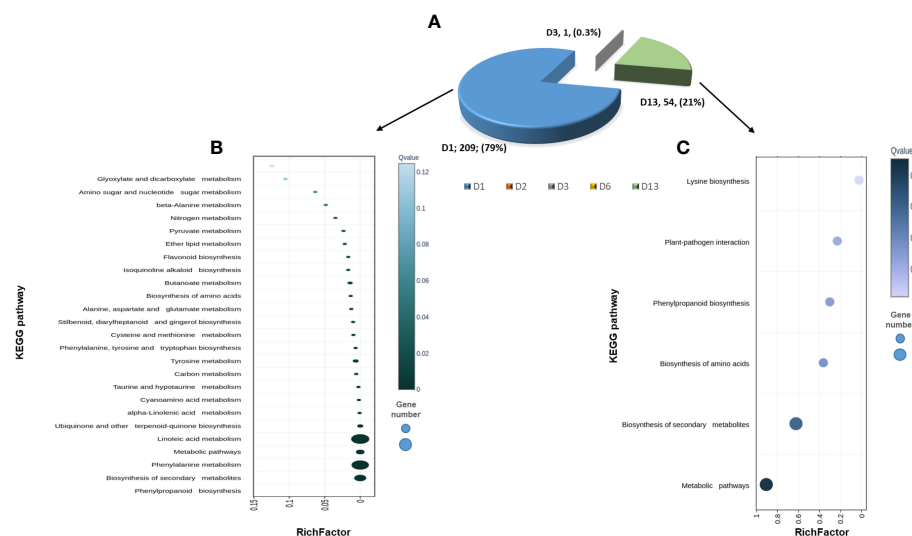 A
D3, 1, (0.3%)
D13, 54, (21%)
D1; 209; (79%)
D1 D2 D3 D6 D13
B
KEGG pathway
Glyoxylate and dicarboxylate metabolism
Amino sugar and nucleotide sugar metabolism
beta-Alanine metabolism
Nitrogen metabolism
Pyruvate metabolism
Ether lipid metabolism
Flavonoid biosynthesis
Isoquinoline alkaloid biosynthesis
Butanoate metabolism
Biosynthesis of amino acids
Alanine, aspartate and glutamate metabolism
Stilbenoid, diarylheptanoid and gingerol biosynthesis
Cysteine and methionine metabolism
Phenylalanine, tyrosine and tryptophan biosynthesis
Tyrosine metabolism
Carbon metabolism
Taurine and hypotaurine metabolism
Cyanoamino acid metabolism
alpha-Linolenic acid metabolism
Ubiquinone and other terpenoid-quinone biosynthesis
Linoleic acid metabolism
Metabolic pathways
Phenylalanine metabolism
Biosynthesis of secondary metabolites
Phenylpropanoid biosynthesis
0.15 0.1 0.05 0
RichFactor
Qvalue
0.12
0.1
0.08
0.06
0.04
0.02
0
Gene
number
C
KEGG pathway
Lysine biosynthesis
Plant-pathogen interaction
Phenylpropanoid biosynthesis
Biosynthesis of amino acids
Biosynthesis of secondary metabolites
Metabolic pathways
1 0.8 0.6 0.4 0.2 0
RichFactor
Qvalue
Gene
number